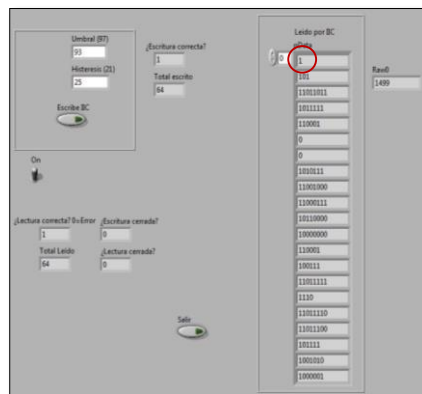 Umbral (97)
93
Histeresis (21)
25
Escribe BC
¿Escritura correcta?
1
Total escrito
64
On
¿Lectura correcta? 0=Error
1
¿Escritura cerrada?
0
Total Leído
64
¿Lectura cerrada?
0
Salir
Leido por BC
pData
0
1
101
11011011
1011111
110001
0
0
1010111
11001000
11000111
10110000
10000000
110001
100111
11011111
1110
11011110
11011100
101111
1001010
1000001
Raw0
1499